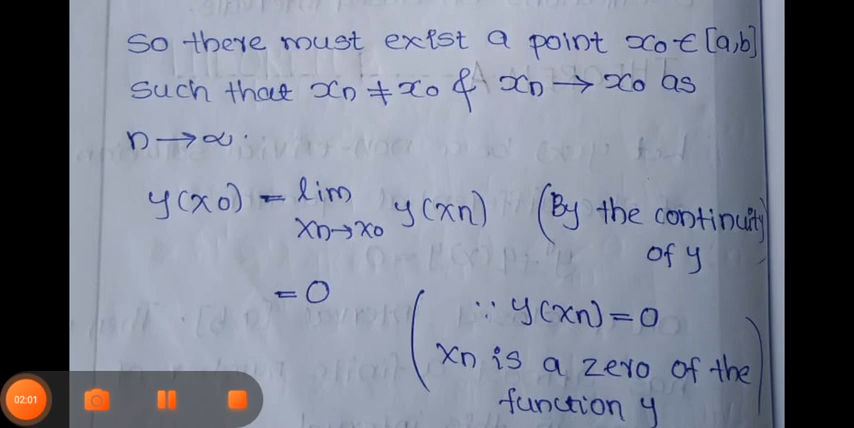 So there must exist a point x0 ∈ [a,b]
such that xn ≠ x0 & xn → x0 as
n → ∞.
y(x0) = lim y(xn) (By the continuity
xn→x0
of y
= 0
( ∵ y(xn) = 0
xn is a zero of the
function y )
02:01